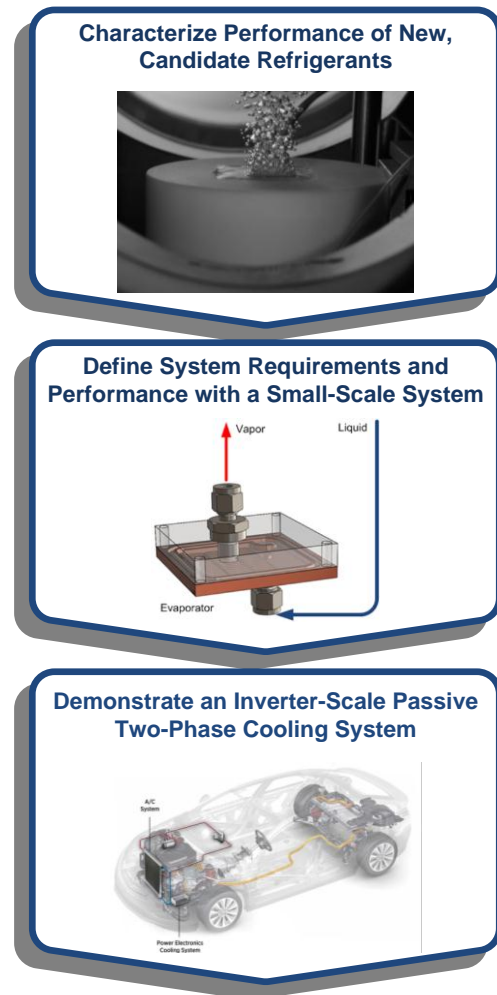 Characterize Performance of New,
Candidate Refrigerants
Define System Requirements and
Performance with a Small-Scale System
Vapor
Liquid
Evaporator
Demonstrate an Inverter-Scale Passive
Two-Phase Cooling System
A/C
System
Power Electronics
Cooling System